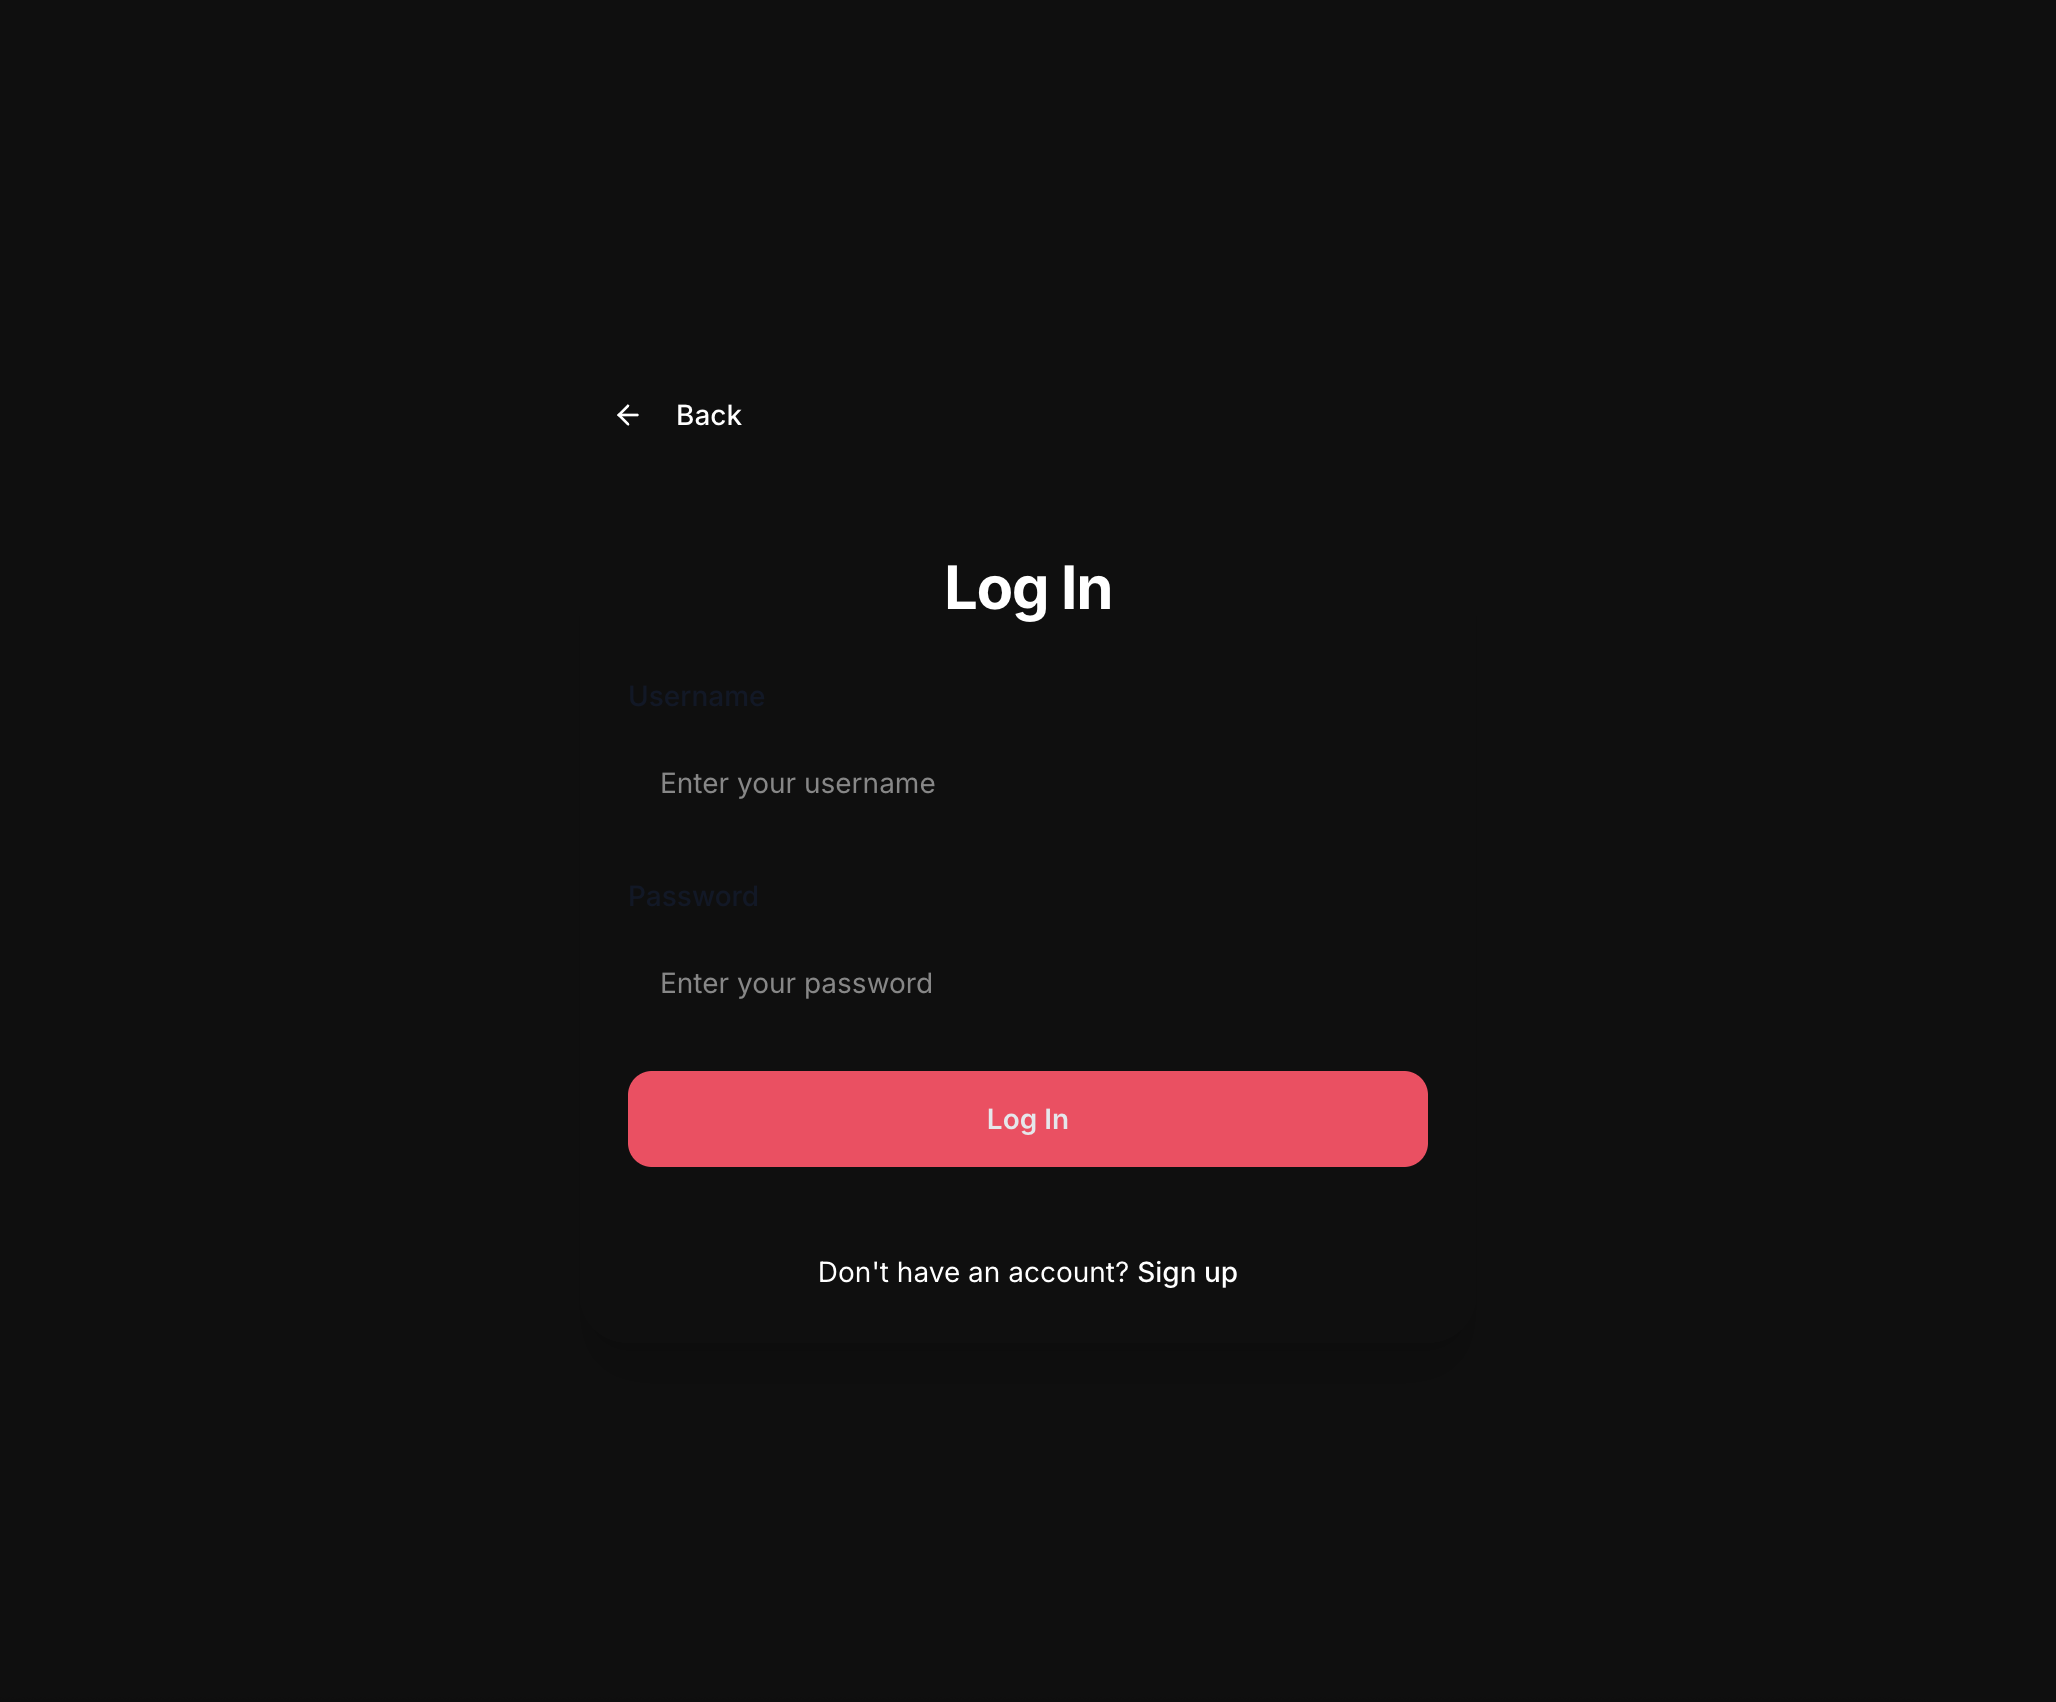 Back
Log In
Username
Enter your username
Password
Enter your password
Log In
Don't have an account? Sign up